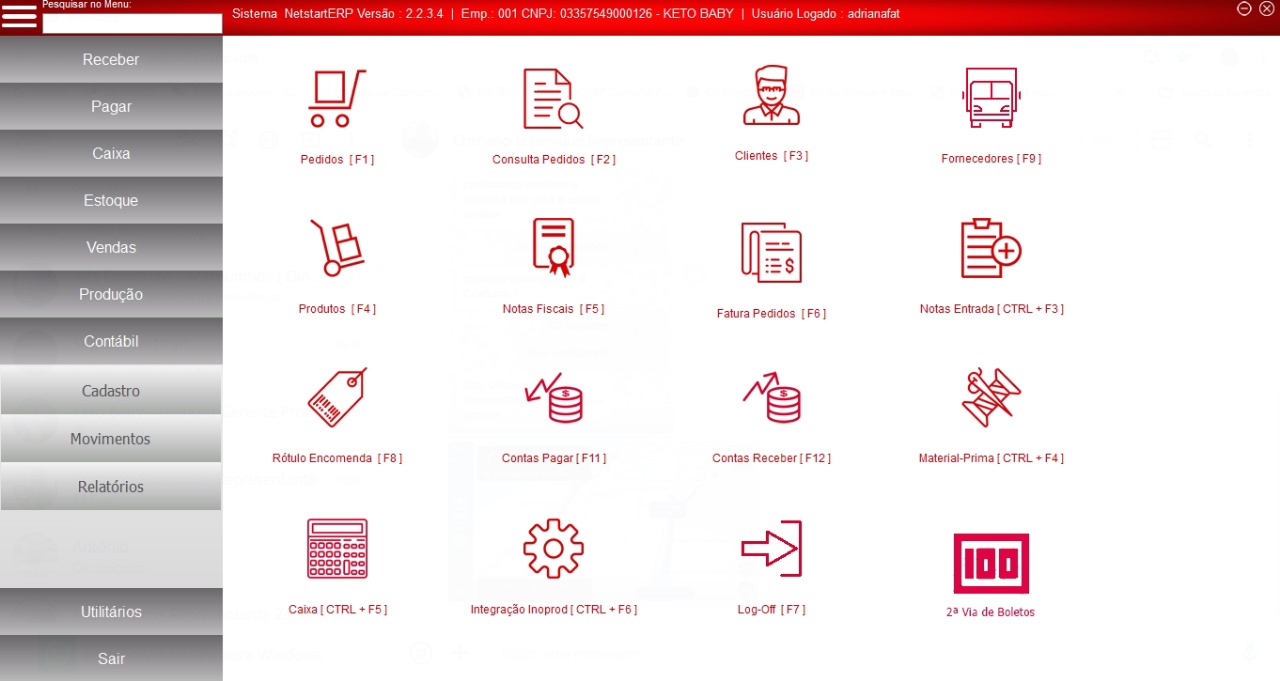 Pesquisar no Menu:
Sistema NetstartERP Versão : 2.2.3.4 | Emp.: 001 CNPJ: 03357549000126 - KETO BABY | Usuário Logado : adrianafat
Receber
Pagar
Caixa
Estoque
Vendas
Produção
Contábil
Cadastro
Movimentos
Relatórios
Utilitários
Sair
Pedidos [ F1 ]
Consulta Pedidos [ F2 ]
Clientes [ F3 ]
Fornecedores [ F9 ]
Produtos [ F4 ]
Notas Fiscais [ F5 ]
Fatura Pedidos [ F6 ]
Notas Entrada [ CTRL + F3 ]
Rótulo Encomenda [ F8 ]
Contas Pagar [ F11 ]
Contas Receber [ F12 ]
Material-Prima [ CTRL + F4 ]
Caixa [ CTRL + F5 ]
Integração Inoprod [ CTRL + F6 ]
Log-Off [ F7 ]
100
2ª Via de Boletos